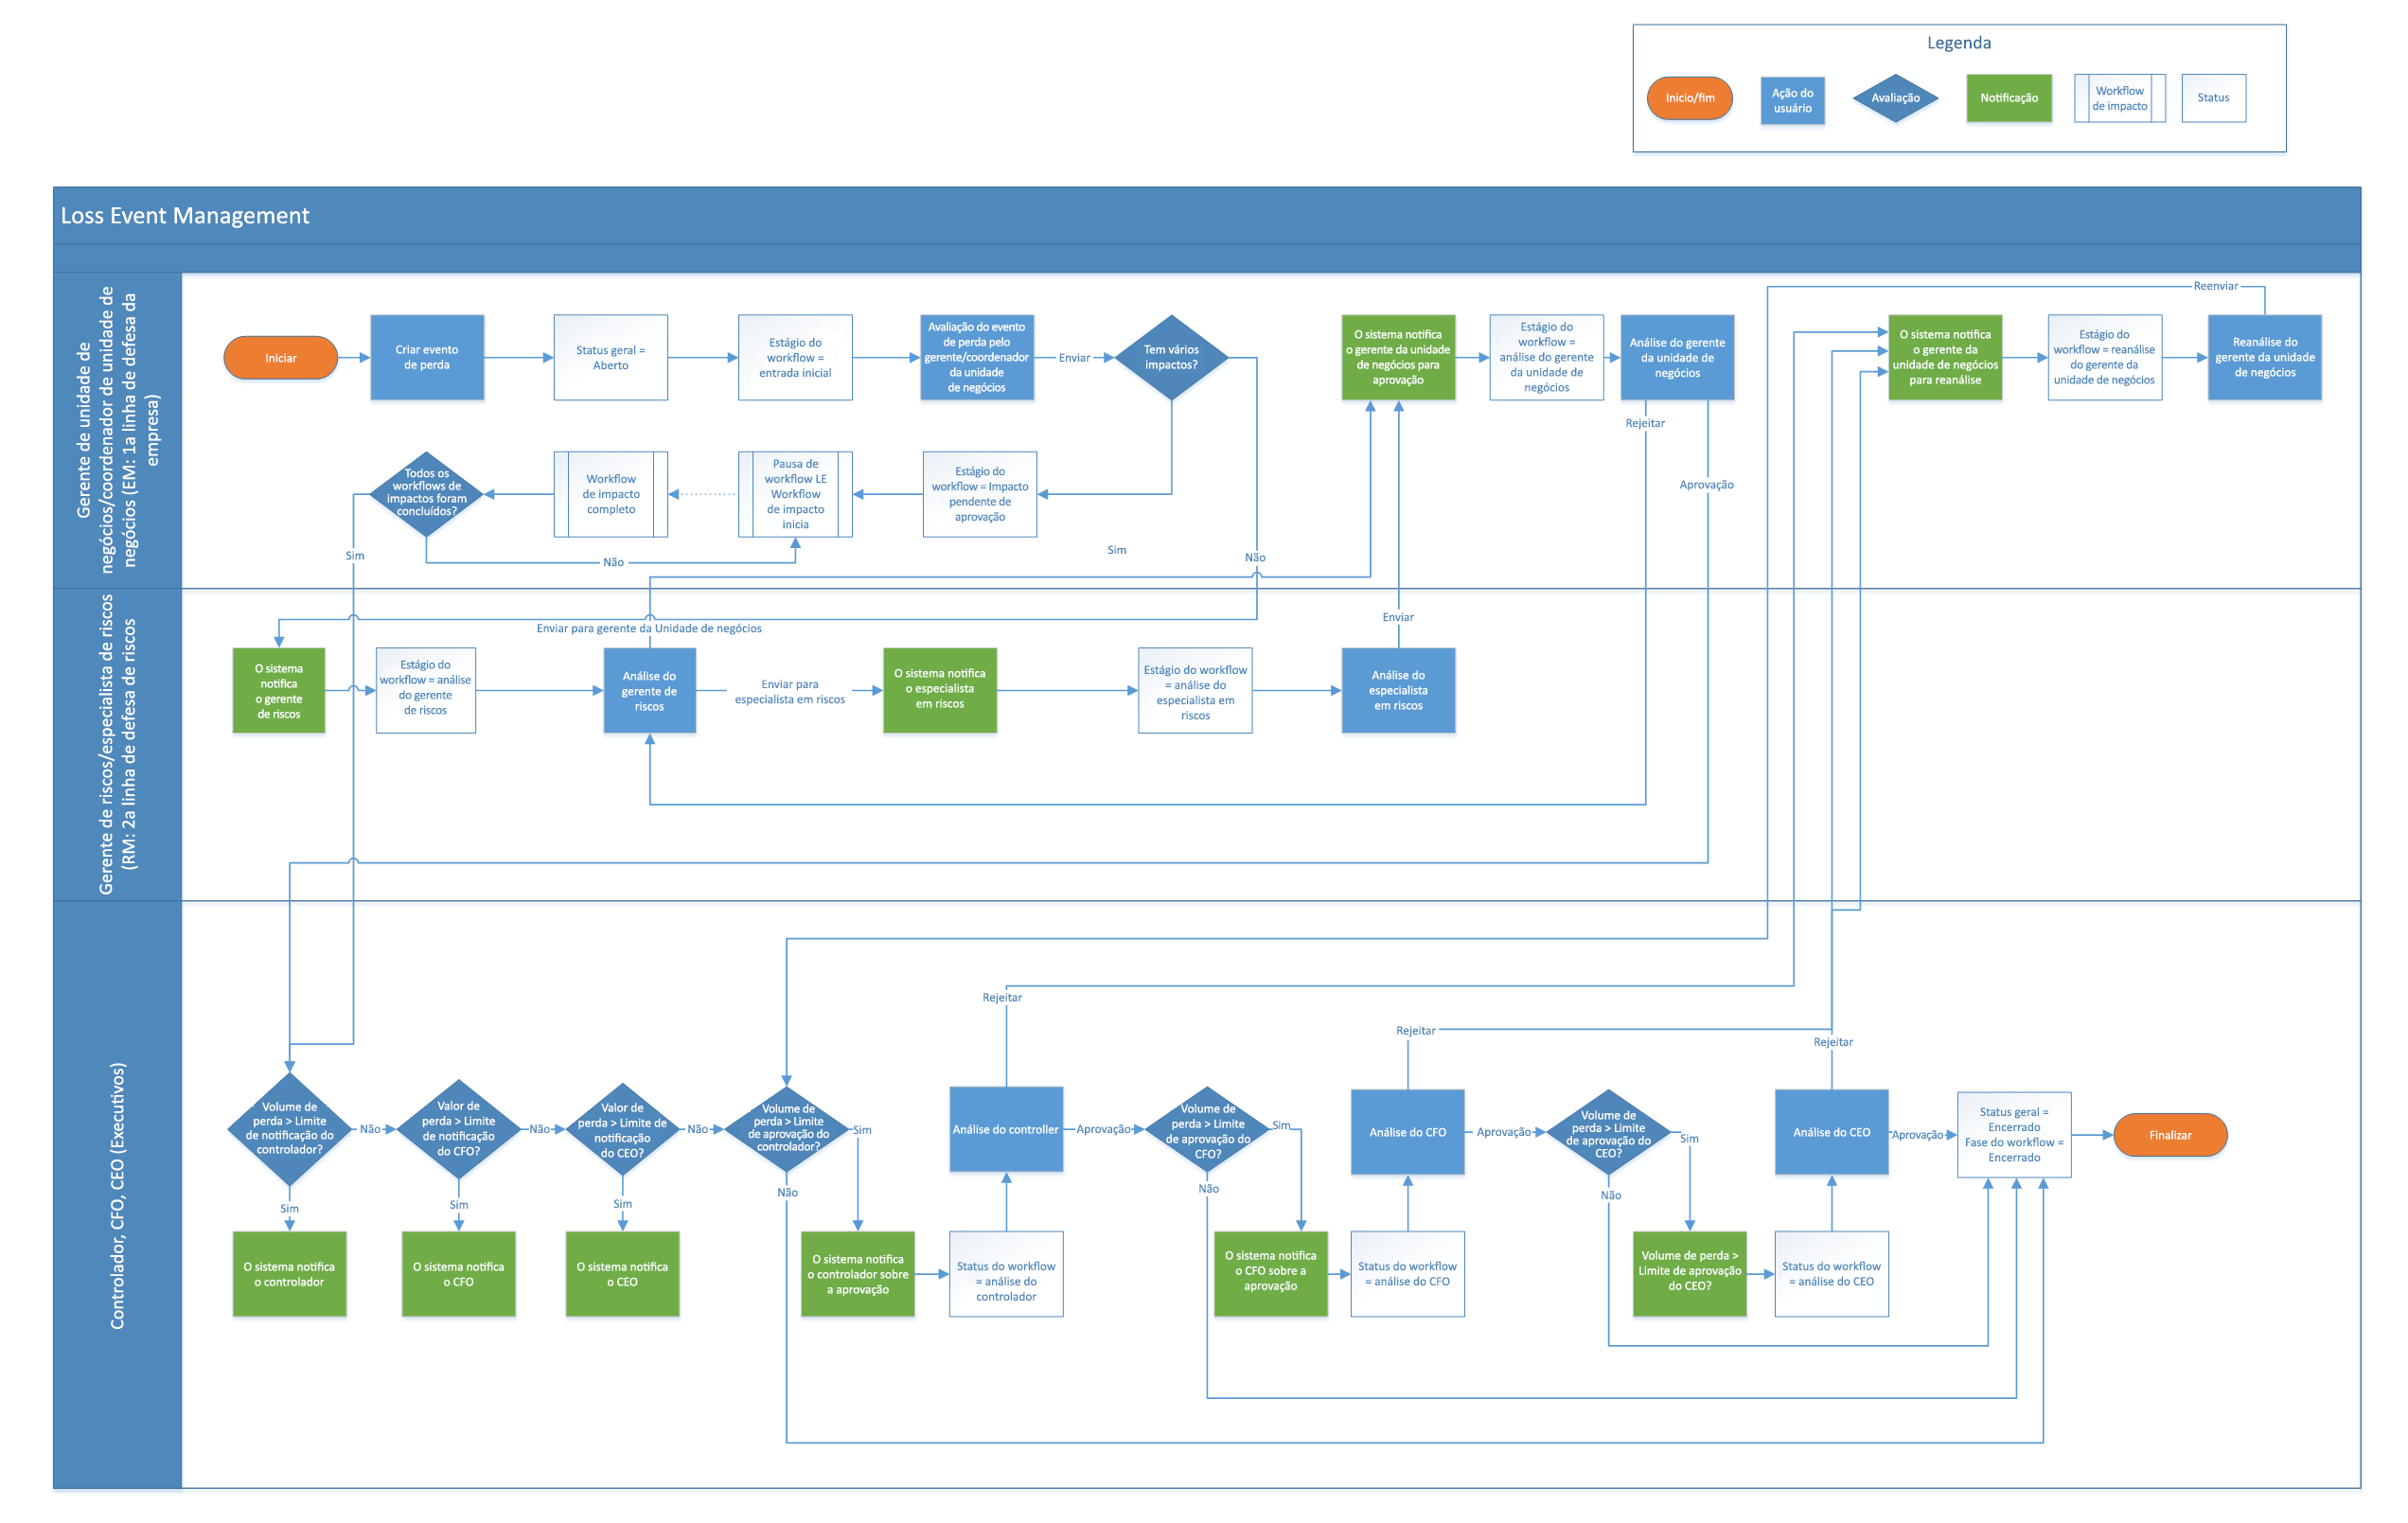 Legenda
Inicio/fim
Ação do
usuário
Avaliação
Notificação
Workflow
de impacto
Status
Loss Event Management
Gerente de unidade de
negócios/coordenador de unidade de
negócios (EM: 1a linha de defesa da
empresa)
Iniciar
Criar evento
de perda
Status geral =
Aberto
Estágio do
workflow =
entrada inicial
Avaliação do evento
de perda pelo
gerente/coordenador
da unidade
de negócios
Enviar
Tem vários
impactos?
O sistema notifica
o gerente da unidade
de negócios para
aprovação
Estágio do
workflow =
análise do gerente
da unidade de
negócios
Análise do gerente
da unidade de
negócios
Rejeitar
Aprovação
O sistema notifica
o gerente da
unidade de negócios
para reanálise
Estágio do
workflow = reanálise
do gerente da
unidade de negócios
Reanálise do
gerente da unidade
de negócios
Reenviar
Todos os
workflows de
impactos foram
concluídos?
Workflow
de impacto
completo
Pausa de
workflow LE
Workflow
de impacto
inicia
Estágio do
workflow = Impacto
pendente de
aprovação
Sim
Não
Sim
Não
Gerente de riscos/especialista de riscos
(RM: 2a linha de defesa de riscos
Enviar para gerente da Unidade de negócios
Enviar
O sistema
notifica
o gerente
de riscos
Estágio do
workflow = análise
do gerente
de riscos
Análise do
gerente de
riscos
Enviar para
especialista em riscos
O sistema notifica
o especialista
em riscos
Estágio do workflow
= análise do
especialista em
riscos
Análise do
especialista
em riscos
Controlador, CFO, CEO (Executivos)
Rejeitar
Rejeitar
Rejeitar
Volume de
perda > Limite
de notificação do
controlador?
Não
Valor de
perda > Limite
de notificação
do CFO?
Não
Valor de
perda > Limite de
notificação
do CEO?
Não
Volume de
perda > Limite
de aprovação do
controlador?
Sim
Análise do controller
Aprovação
Volume de
perda > Limite
de aprovação do
CFO?
Sim
Análise do CFO
Aprovação
Volume de
perda > Limite
de aprovação do
CEO?
Sim
Análise do CEO
Aprovação
Status geral =
Encerrado
Fase do workflow =
Encerrado
Finalizar
Sim
Sim
Sim
Não
Não
Não
O sistema notifica
o controlador
O sistema notifica
o CFO
O sistema notifica
o CEO
O sistema notifica
o controlador sobre
a aprovação
Status do workflow
= análise do
controlador
O sistema notifica
o CFO sobre a
aprovação
Status do workflow
= análise do CFO
Volume de perda >
Limite de aprovação
do CEO?
Status do workflow
= análise do CEO